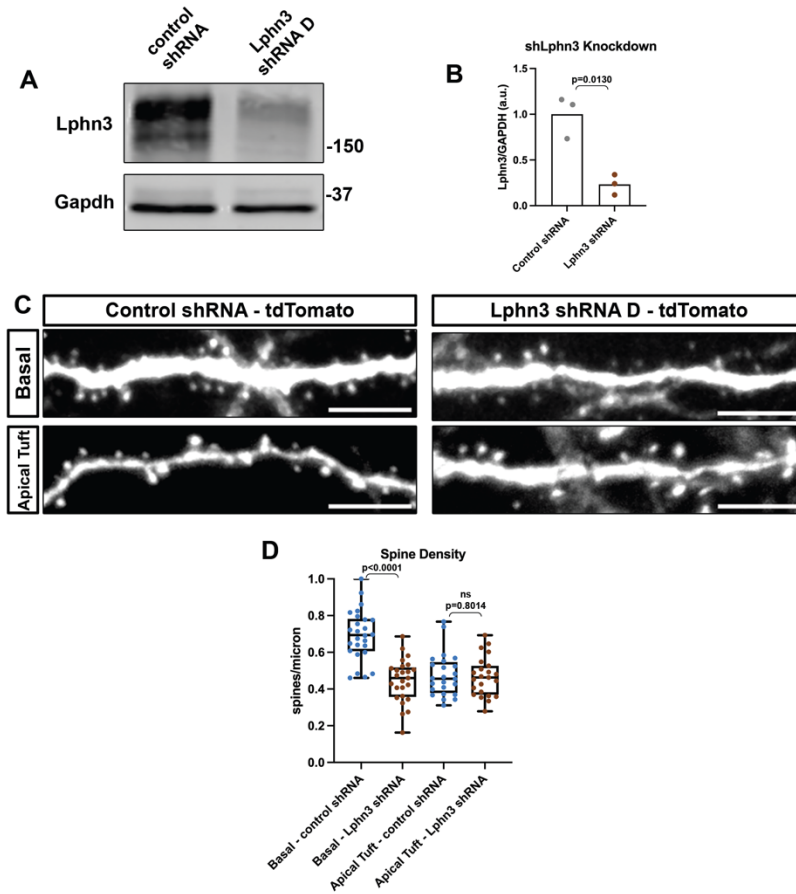 A
control
shRNA
Lphn3
shRNA D
Lphn3
-150
Gapdh
-37
B
shLphn3 Knockdown
p=0.0130
Lphn3/GAPDH (a.u.)
1.5
1.0
0.5
0.0
Control shRNA
Lphn3 shRNA
C
Control shRNA - tdTomato
Lphn3 shRNA D - tdTomato
Basal
Apical Tuft
D
Spine Density
p<0.0001
ns
p=0.8014
spines/micron
1.0
0.8
0.6
0.4
0.2
0.0
Basal - control shRNA
Basal - Lphn3 shRNA
Apical Tuft - control shRNA
Apical Tuft - Lphn3 shRNA